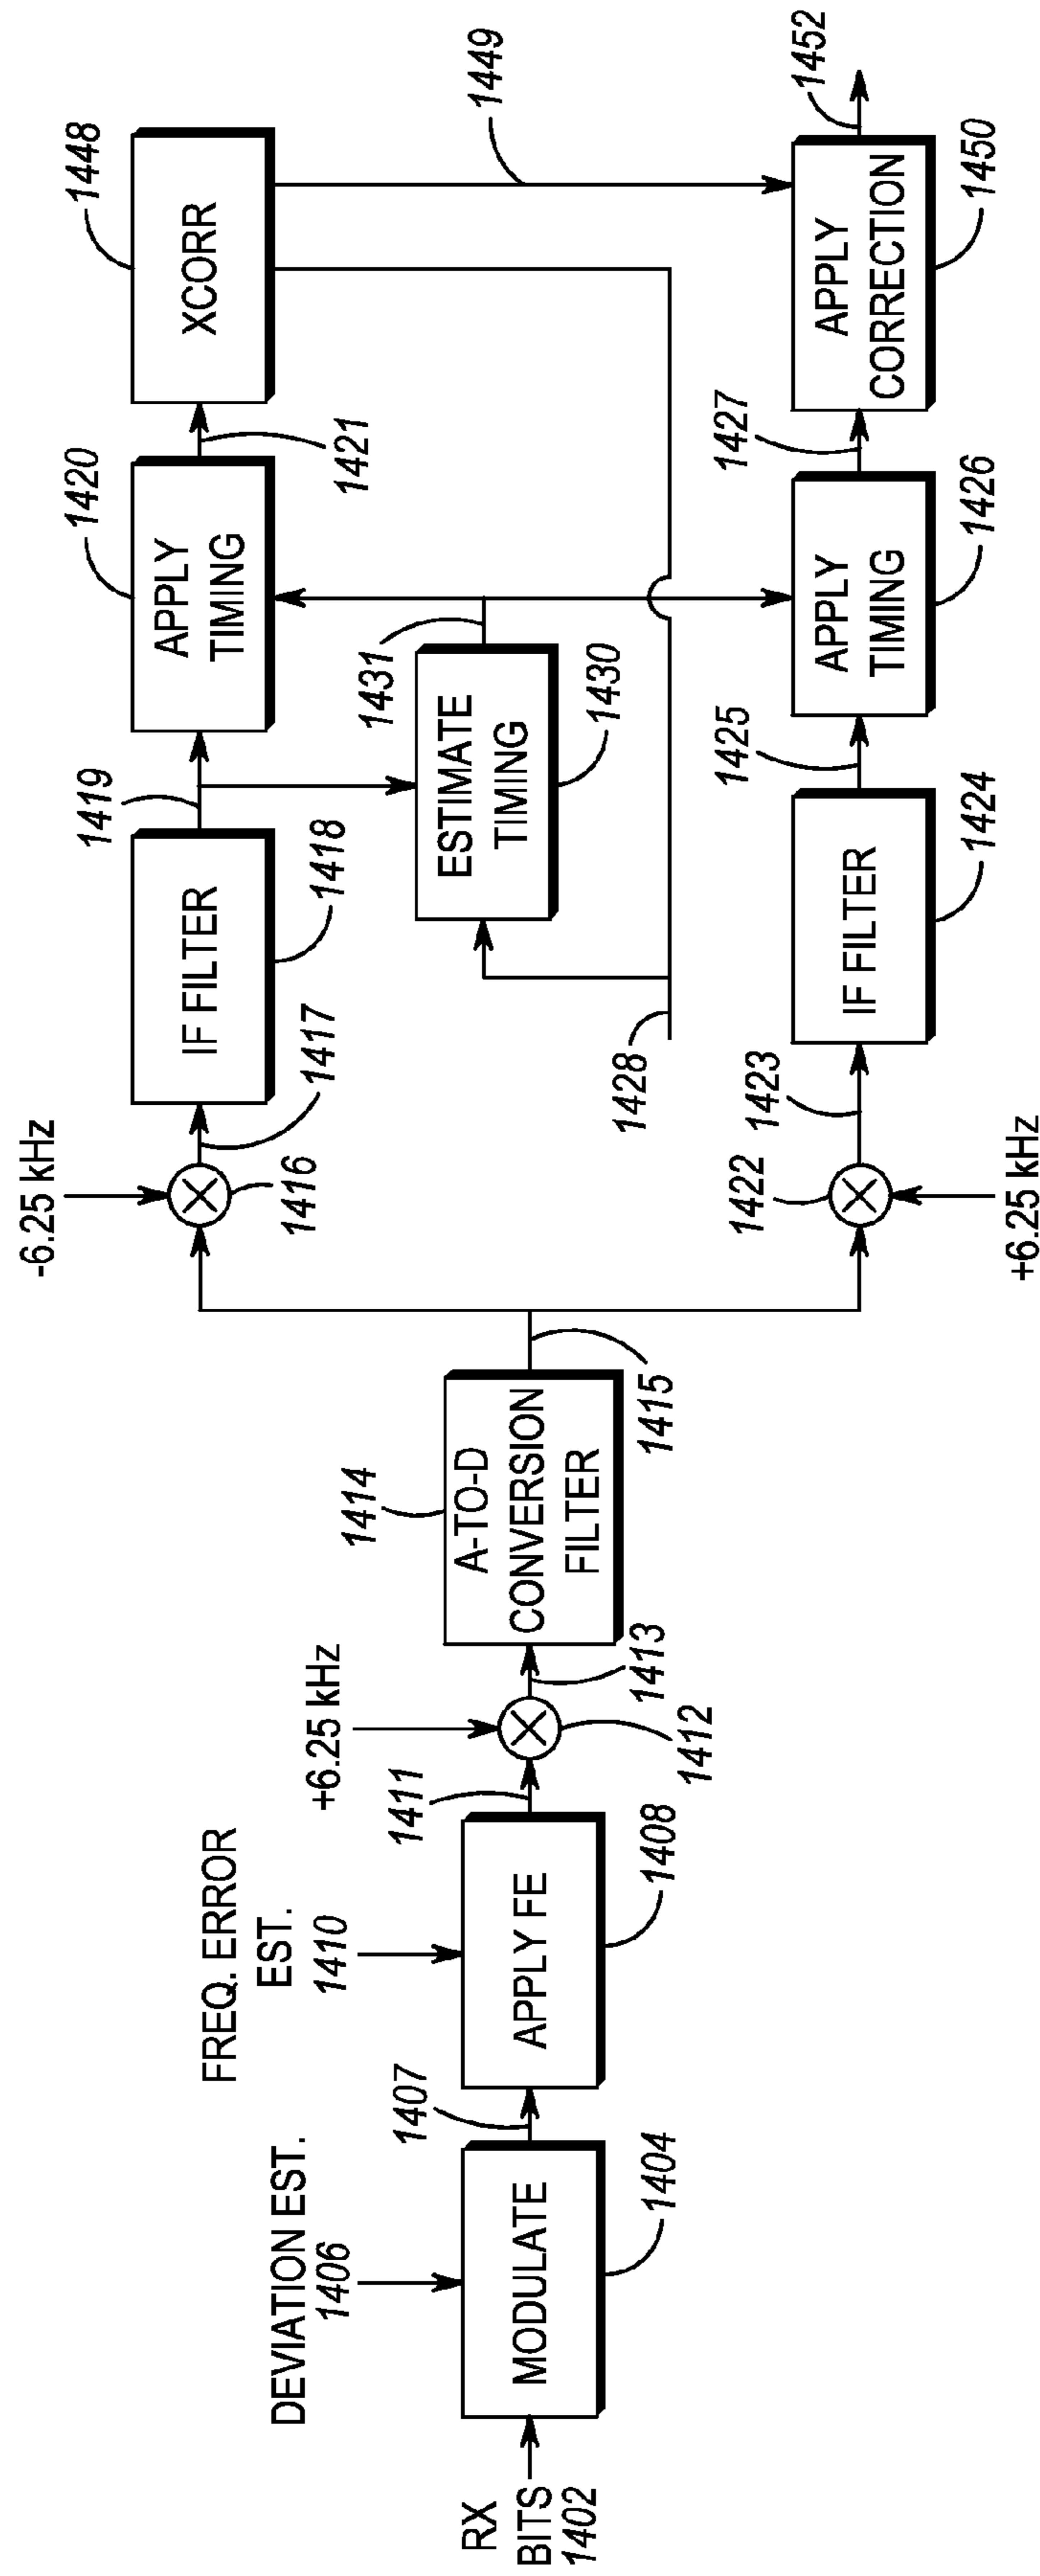 RX
BITS
1402
DEVIATION EST.
1406
MODULATE
1404
1407
FREQ. ERROR
EST.
1410
APPLY FE
1408
1411
+6.25 kHz
1412
1413
1414
A-TO-D
CONVERSION
FILTER
1415
-6.25 kHz
1416
1417
IF FILTER
1418
1419
1420
APPLY
TIMING
1421
1448
XCORR
1449
1428
ESTIMATE
TIMING
1430
1431
+6.25 kHz
1422
1423
IF FILTER
1424
1425
APPLY
TIMING
1426
1427
APPLY
CORRECTION
1450
1452